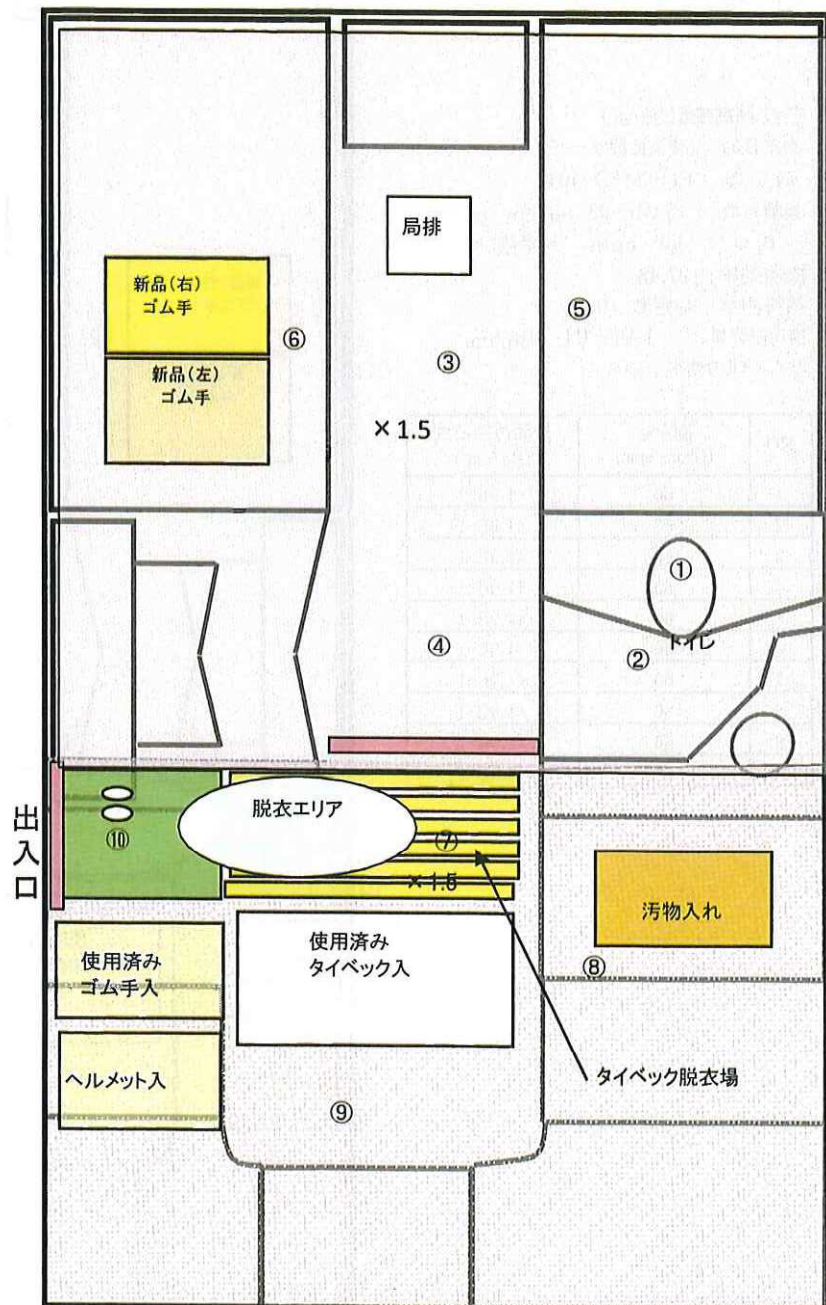 局排
新品(右)
ゴム手
⑥
⑤
③
新品(左)
ゴム手
×1.5
①
トイレ
②
④
出入口
脱衣エリア
⑩
⑦
×1.5
汚物入れ
使用済み
タイベック入
使用済み
ゴム手入
⑧
ヘルメット入
タイベック脱衣場
⑨